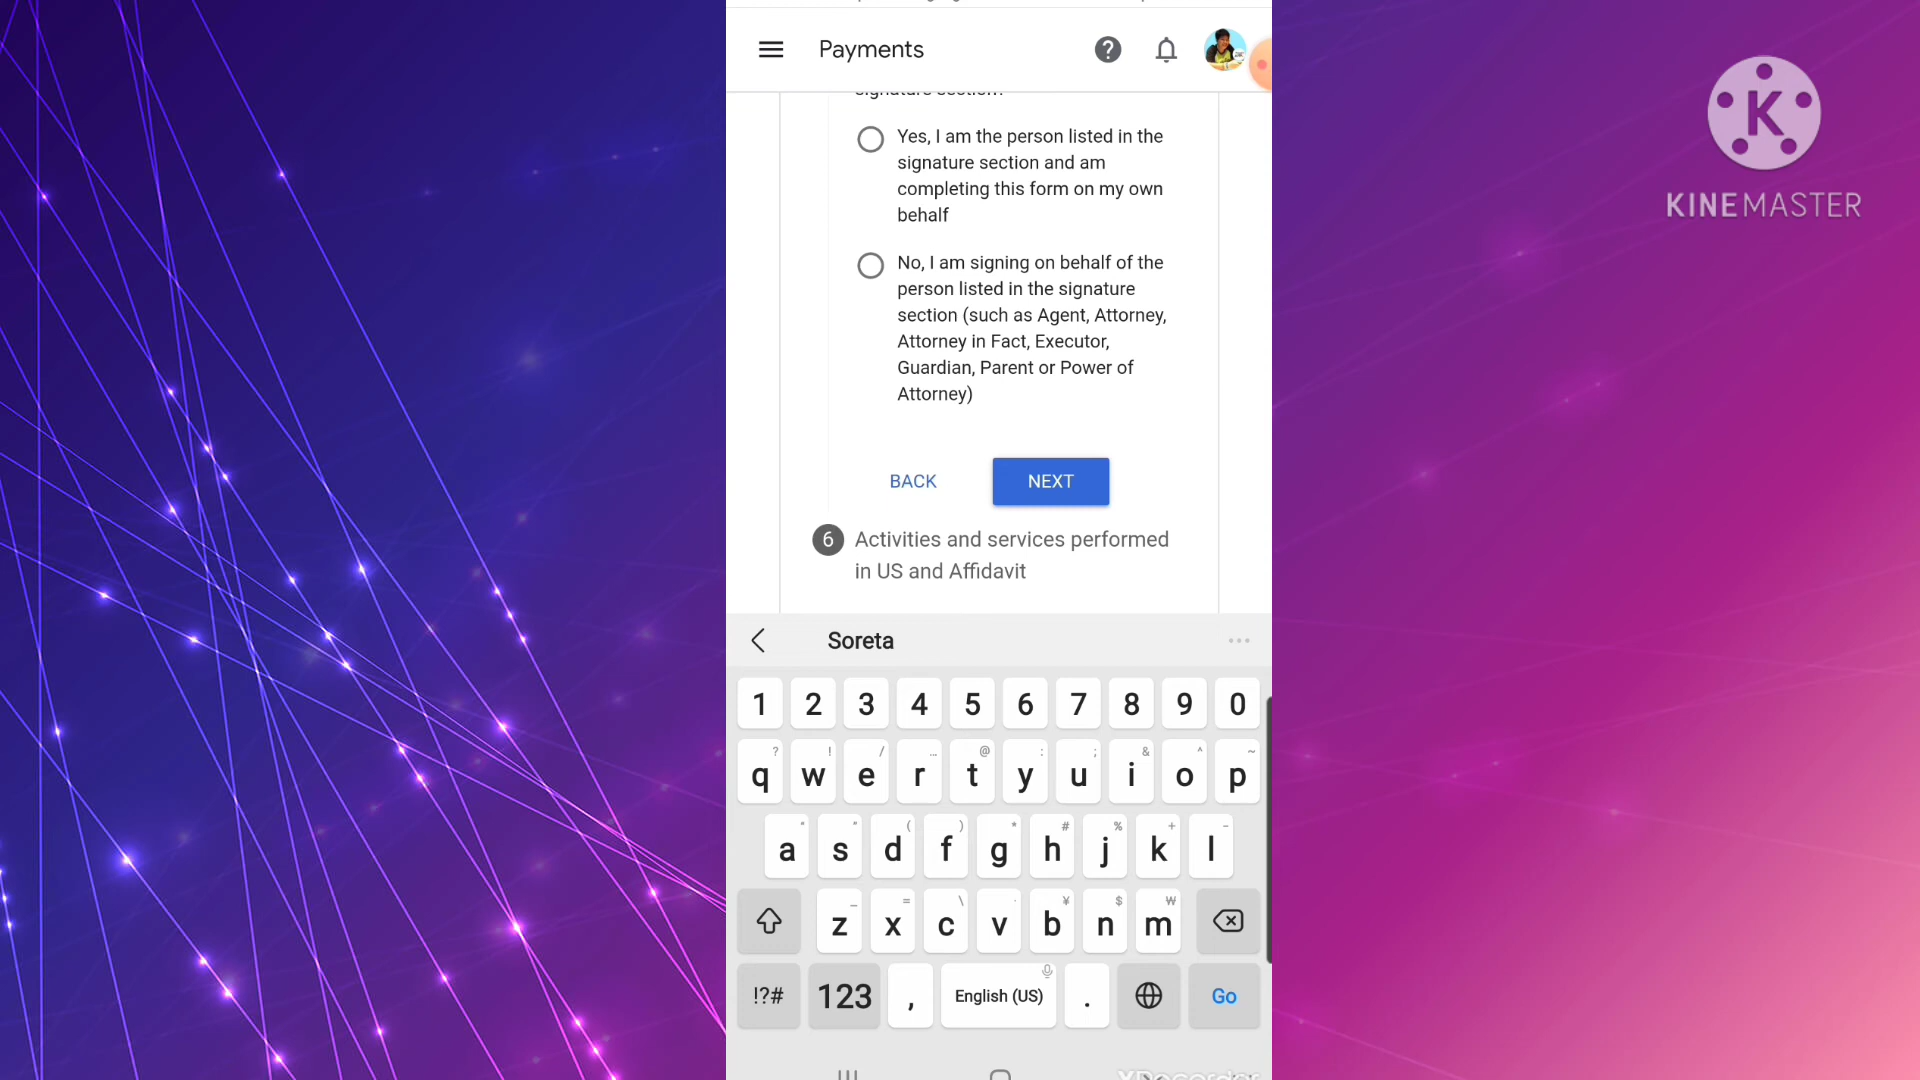 Payments
signature section?
Yes, I am the person listed in the
signature section and am
completing this form on my own
behalf
No, I am signing on behalf of the
person listed in the signature
section (such as Agent, Attorney,
Attorney in Fact, Executor,
Guardian, Parent or Power of
Attorney)
BACK NEXT
6 Activities and services performed
in US and Affidavit
Soreta
1 2 3 4 5 6 7 8 9 0
q w e r t y u i o p
a s d f g h j k l
z x c v b n m
!?# 123 , English (US) . Go
K
KINEMASTER